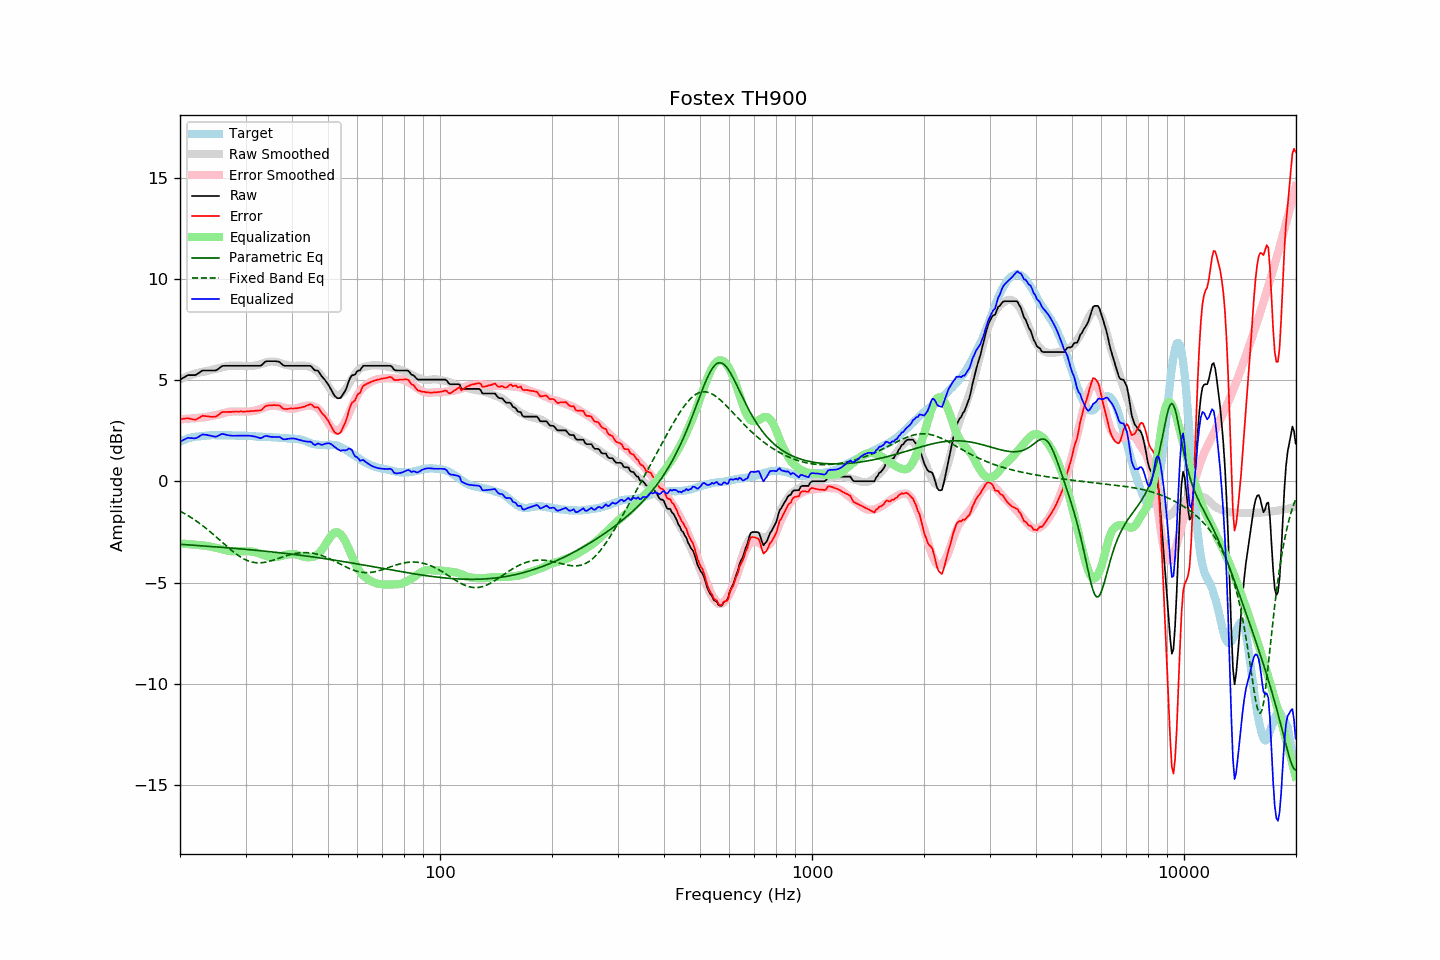 Fostex TH900
Target
Raw Smoothed
Error Smoothed
Raw
Error
Equalization
Parametric Eq
Fixed Band Eq
Equalized
Amplitude (dBr)
15
10
5
0
−5
−10
−15
100
1000
10000
Frequency (Hz)